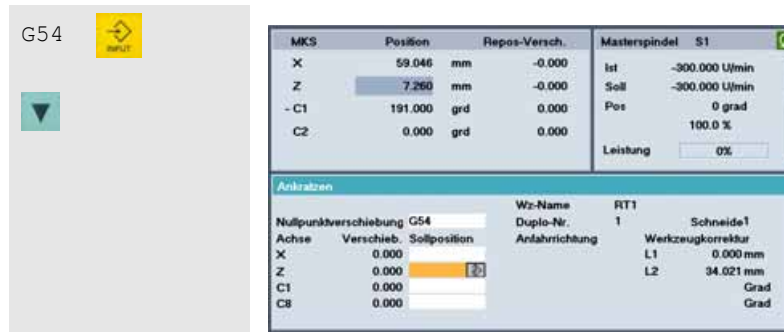 G54
INPUT
MKS Position Repos-Versch.
X 59.046 mm -0.000
Z 7.260 mm -0.000
- C1 191.000 grd 0.000
C2 0.000 grd 0.000
Masterspindel S1
Ist -300.000 U/min
Soll -300.000 U/min
Pos 0 grad
100.0 %
Leistung 0%
Ankratzen
Wz-Name RT1
Nullpunktverschiebung G54 Duplo-Nr. 1 Schneide1
Achse Verschieb. Sollposition Anfahrrichtung Werkzeugkorrektur
X 0.000 L1 0.000 mm
Z 0.000 L2 34.021 mm
C1 0.000 Grad
C8 0.000 Grad